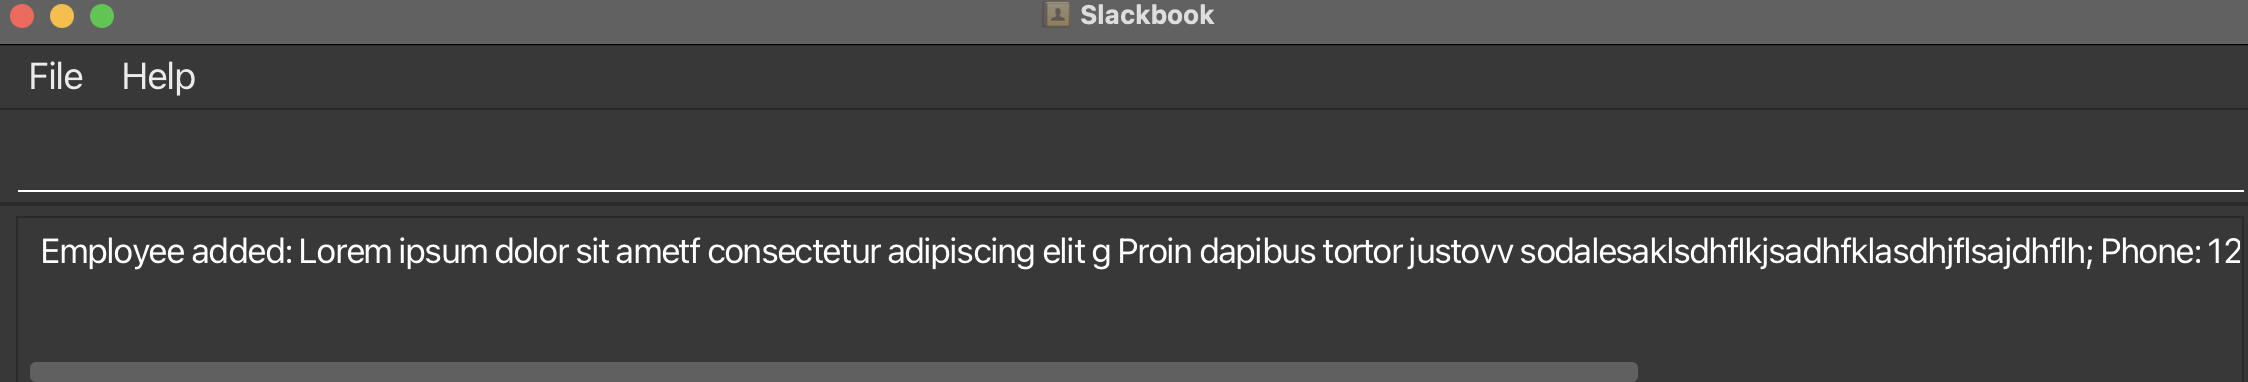 Slackbook
File Help
Employee added: Lorem ipsum dolor sit ametf consectetur adipiscing elit g Proin dapibus tortor justovv sodalesaklsdhflkjsadhfklasdhjflsajdhflh; Phone: 12